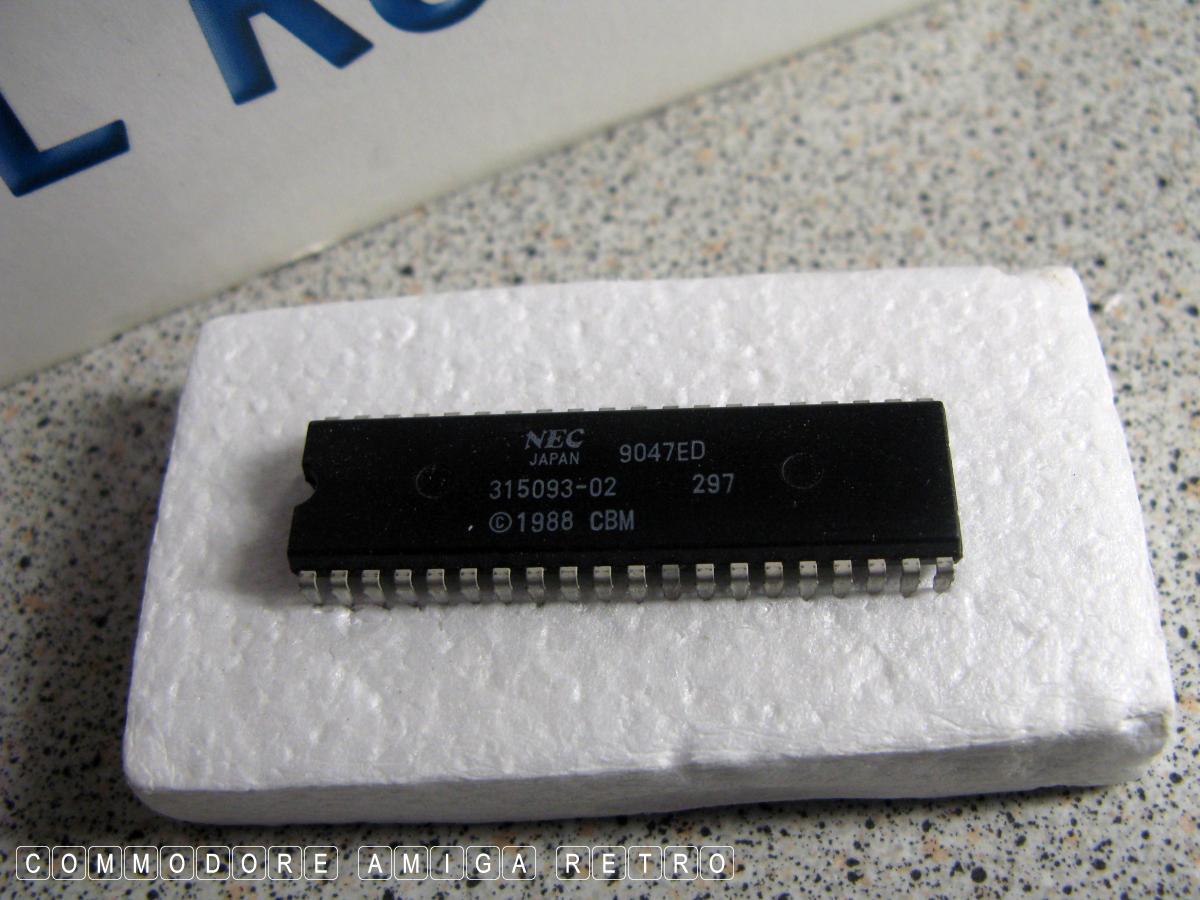 NEC
JAPAN 9047ED
315093-02 297
©1988 CBM
COMMODORE AMIGA RETRO